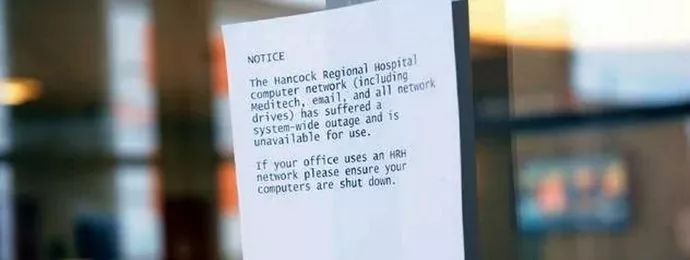 NOTICE
The Hancock Regional Hospital
computer network (including
Meditech, email, and all network
drives) has suffered a
system-wide outage and is
unavailable for use.
If your office uses an HRH
network please ensure your
computers are shut down.